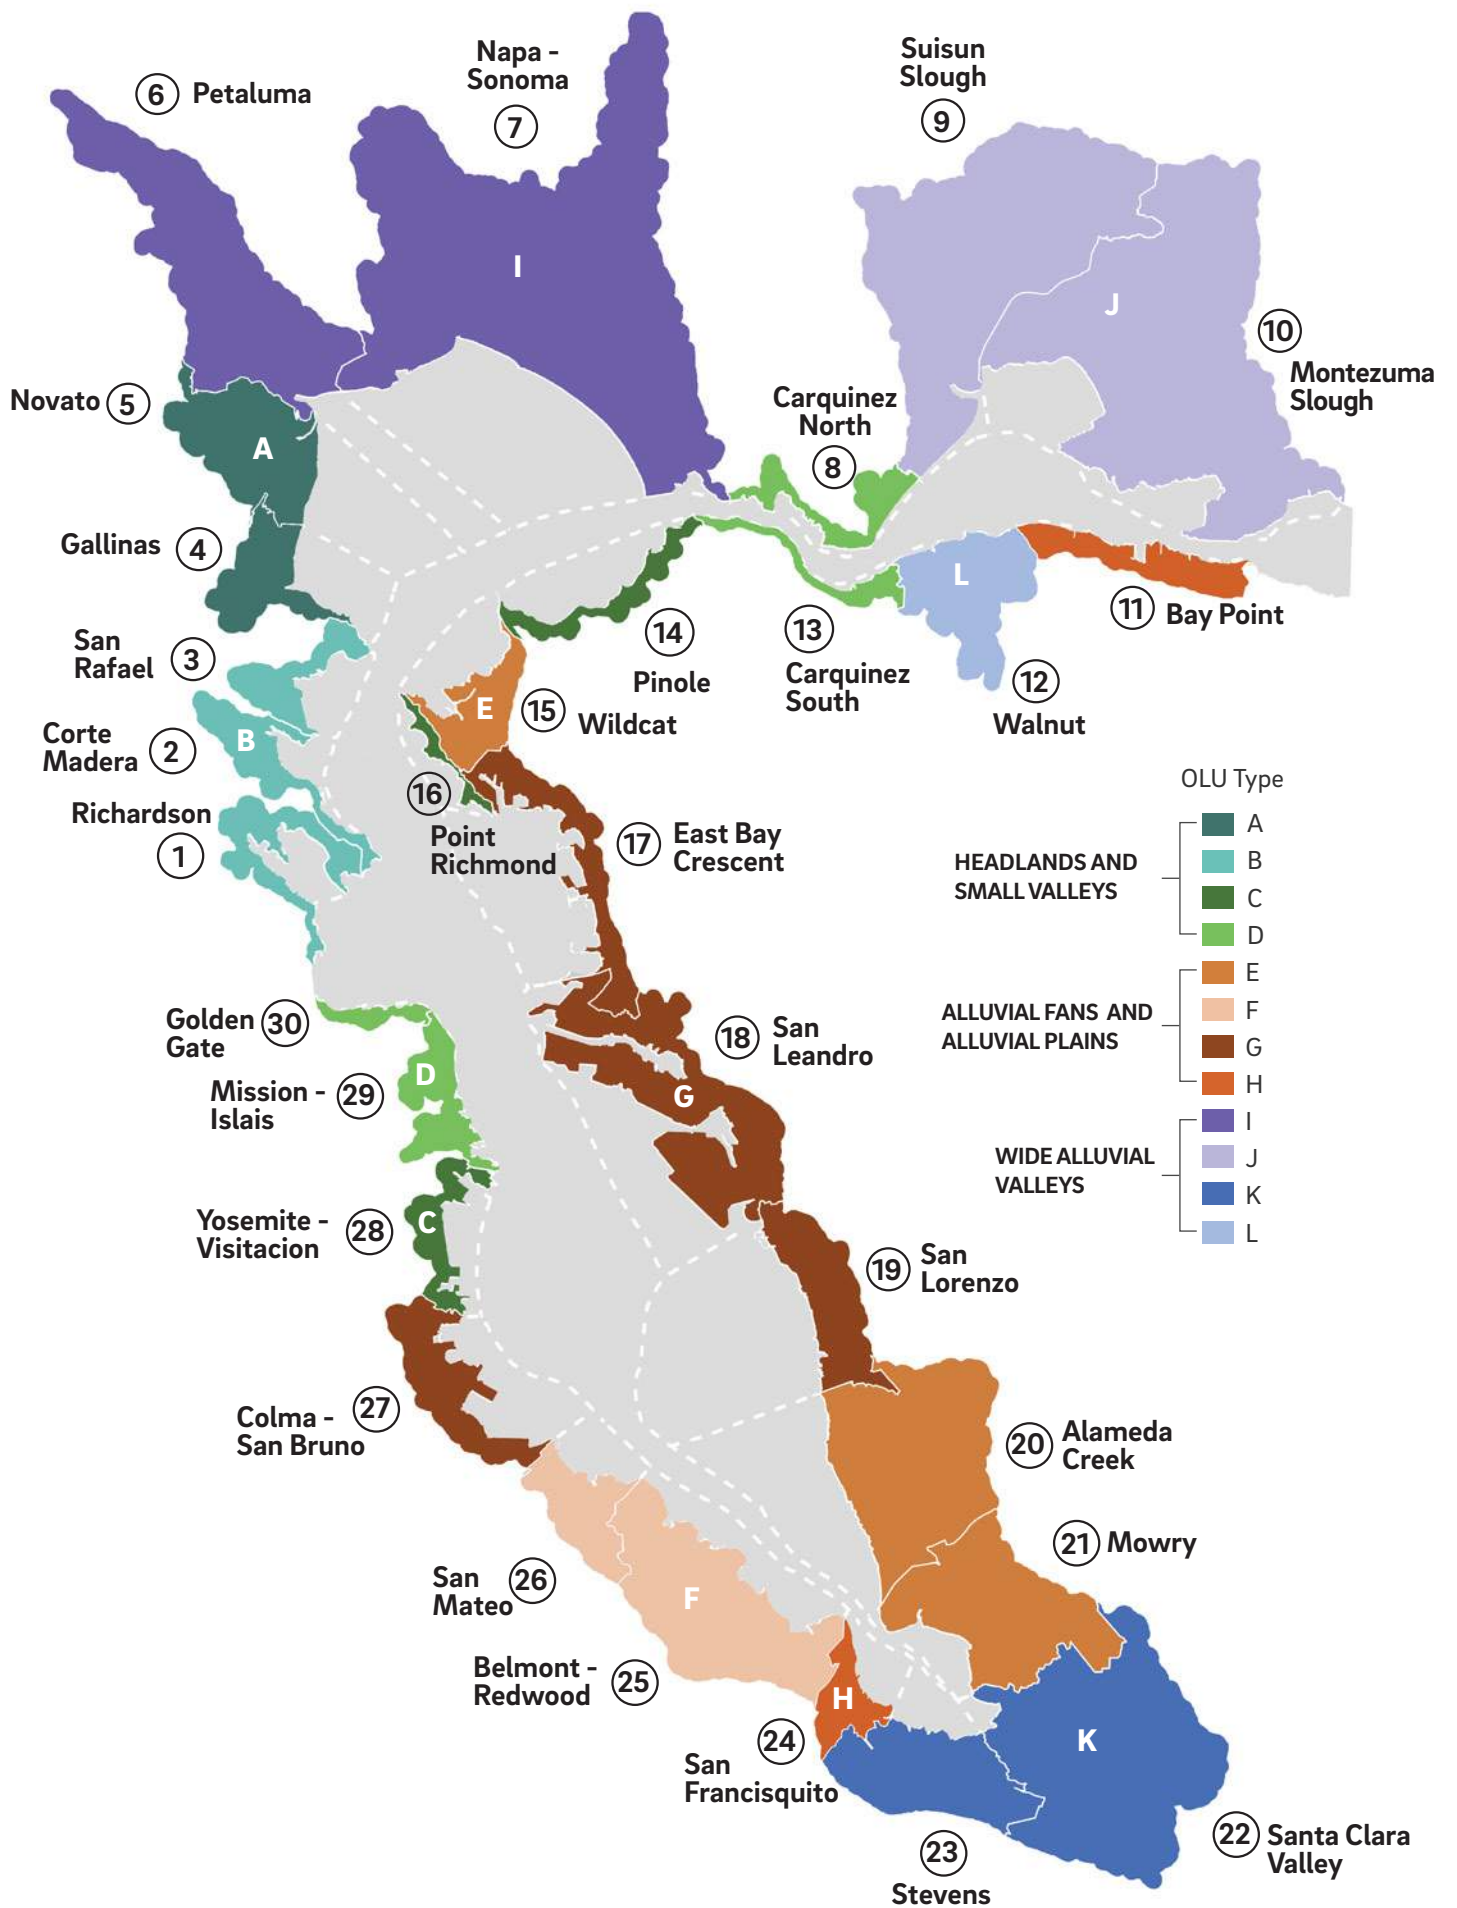 Napa -
Sonoma
7
Suisun
Slough
9
6 Petaluma
I
J
10
Montezuma
Slough
Novato 5
A
Carquinez
North
8
Gallinas 4
L
11 Bay Point
San
Rafael 3
14
Pinole
13
Carquinez
South
12
Walnut
E
15 Wildcat
Corte
Madera 2
B
16
Point
Richmond
Richardson
1
17 East Bay
Crescent
OLU Type
HEADLANDS AND
SMALL VALLEYS
A
B
C
D
ALLUVIAL FANS AND
ALLUVIAL PLAINS
E
F
G
H
WIDE ALLUVIAL
VALLEYS
I
J
K
L
Golden
Gate 30
18 San
Leandro
D
Mission -
Islais 29
G
Yosemite -
Visitacion 28
C
19 San
Lorenzo
27
Colma -
San Bruno
20 Alameda
Creek
21 Mowry
San
Mateo 26
F
Belmont -
Redwood 25
H
24
San
Francisquito
K
23
Stevens
22 Santa Clara
Valley